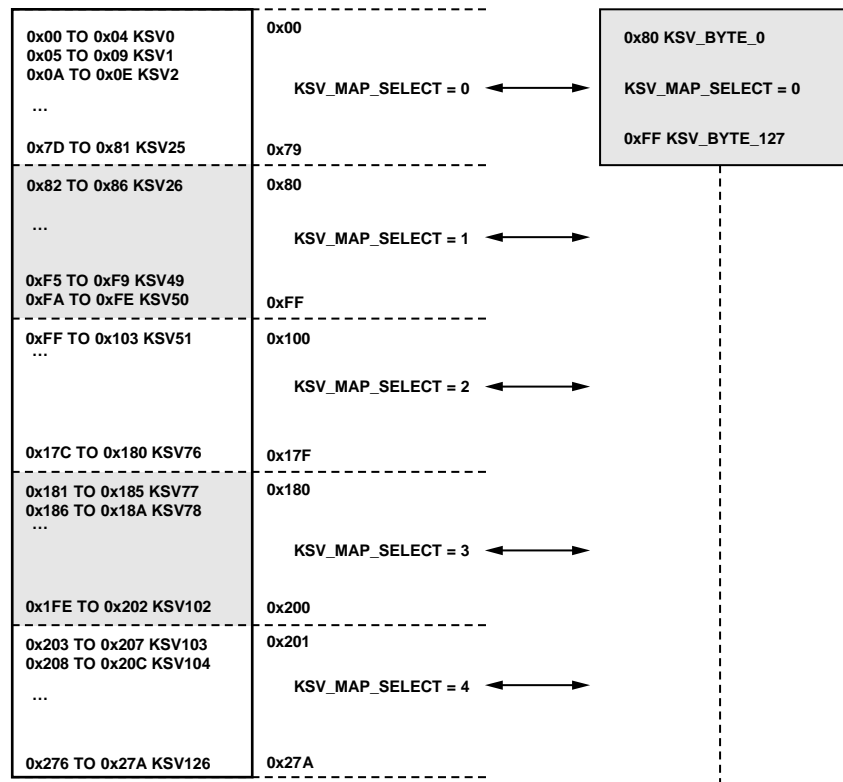 0x00 TO 0x04 KSV0
0x05 TO 0x09 KSV1
0x0A TO 0x0E KSV2
...
0x7D TO 0x81 KSV25
0x00
KSV_MAP_SELECT = 0
0x79
0x80 KSV_BYTE_0
KSV_MAP_SELECT = 0
0xFF KSV_BYTE_127
0x82 TO 0x86 KSV26
...
0xF5 TO 0xF9 KSV49
0xFA TO 0xFE KSV50
0x80
KSV_MAP_SELECT = 1
0xFF
0xFF TO 0x103 KSV51
...
0x17C TO 0x180 KSV76
0x100
KSV_MAP_SELECT = 2
0x17F
0x181 TO 0x185 KSV77
0x186 TO 0x18A KSV78
...
0x1FE TO 0x202 KSV102
0x180
KSV_MAP_SELECT = 3
0x200
0x203 TO 0x207 KSV103
0x208 TO 0x20C KSV104
...
0x276 TO 0x27A KSV126
0x201
KSV_MAP_SELECT = 4
0x27A